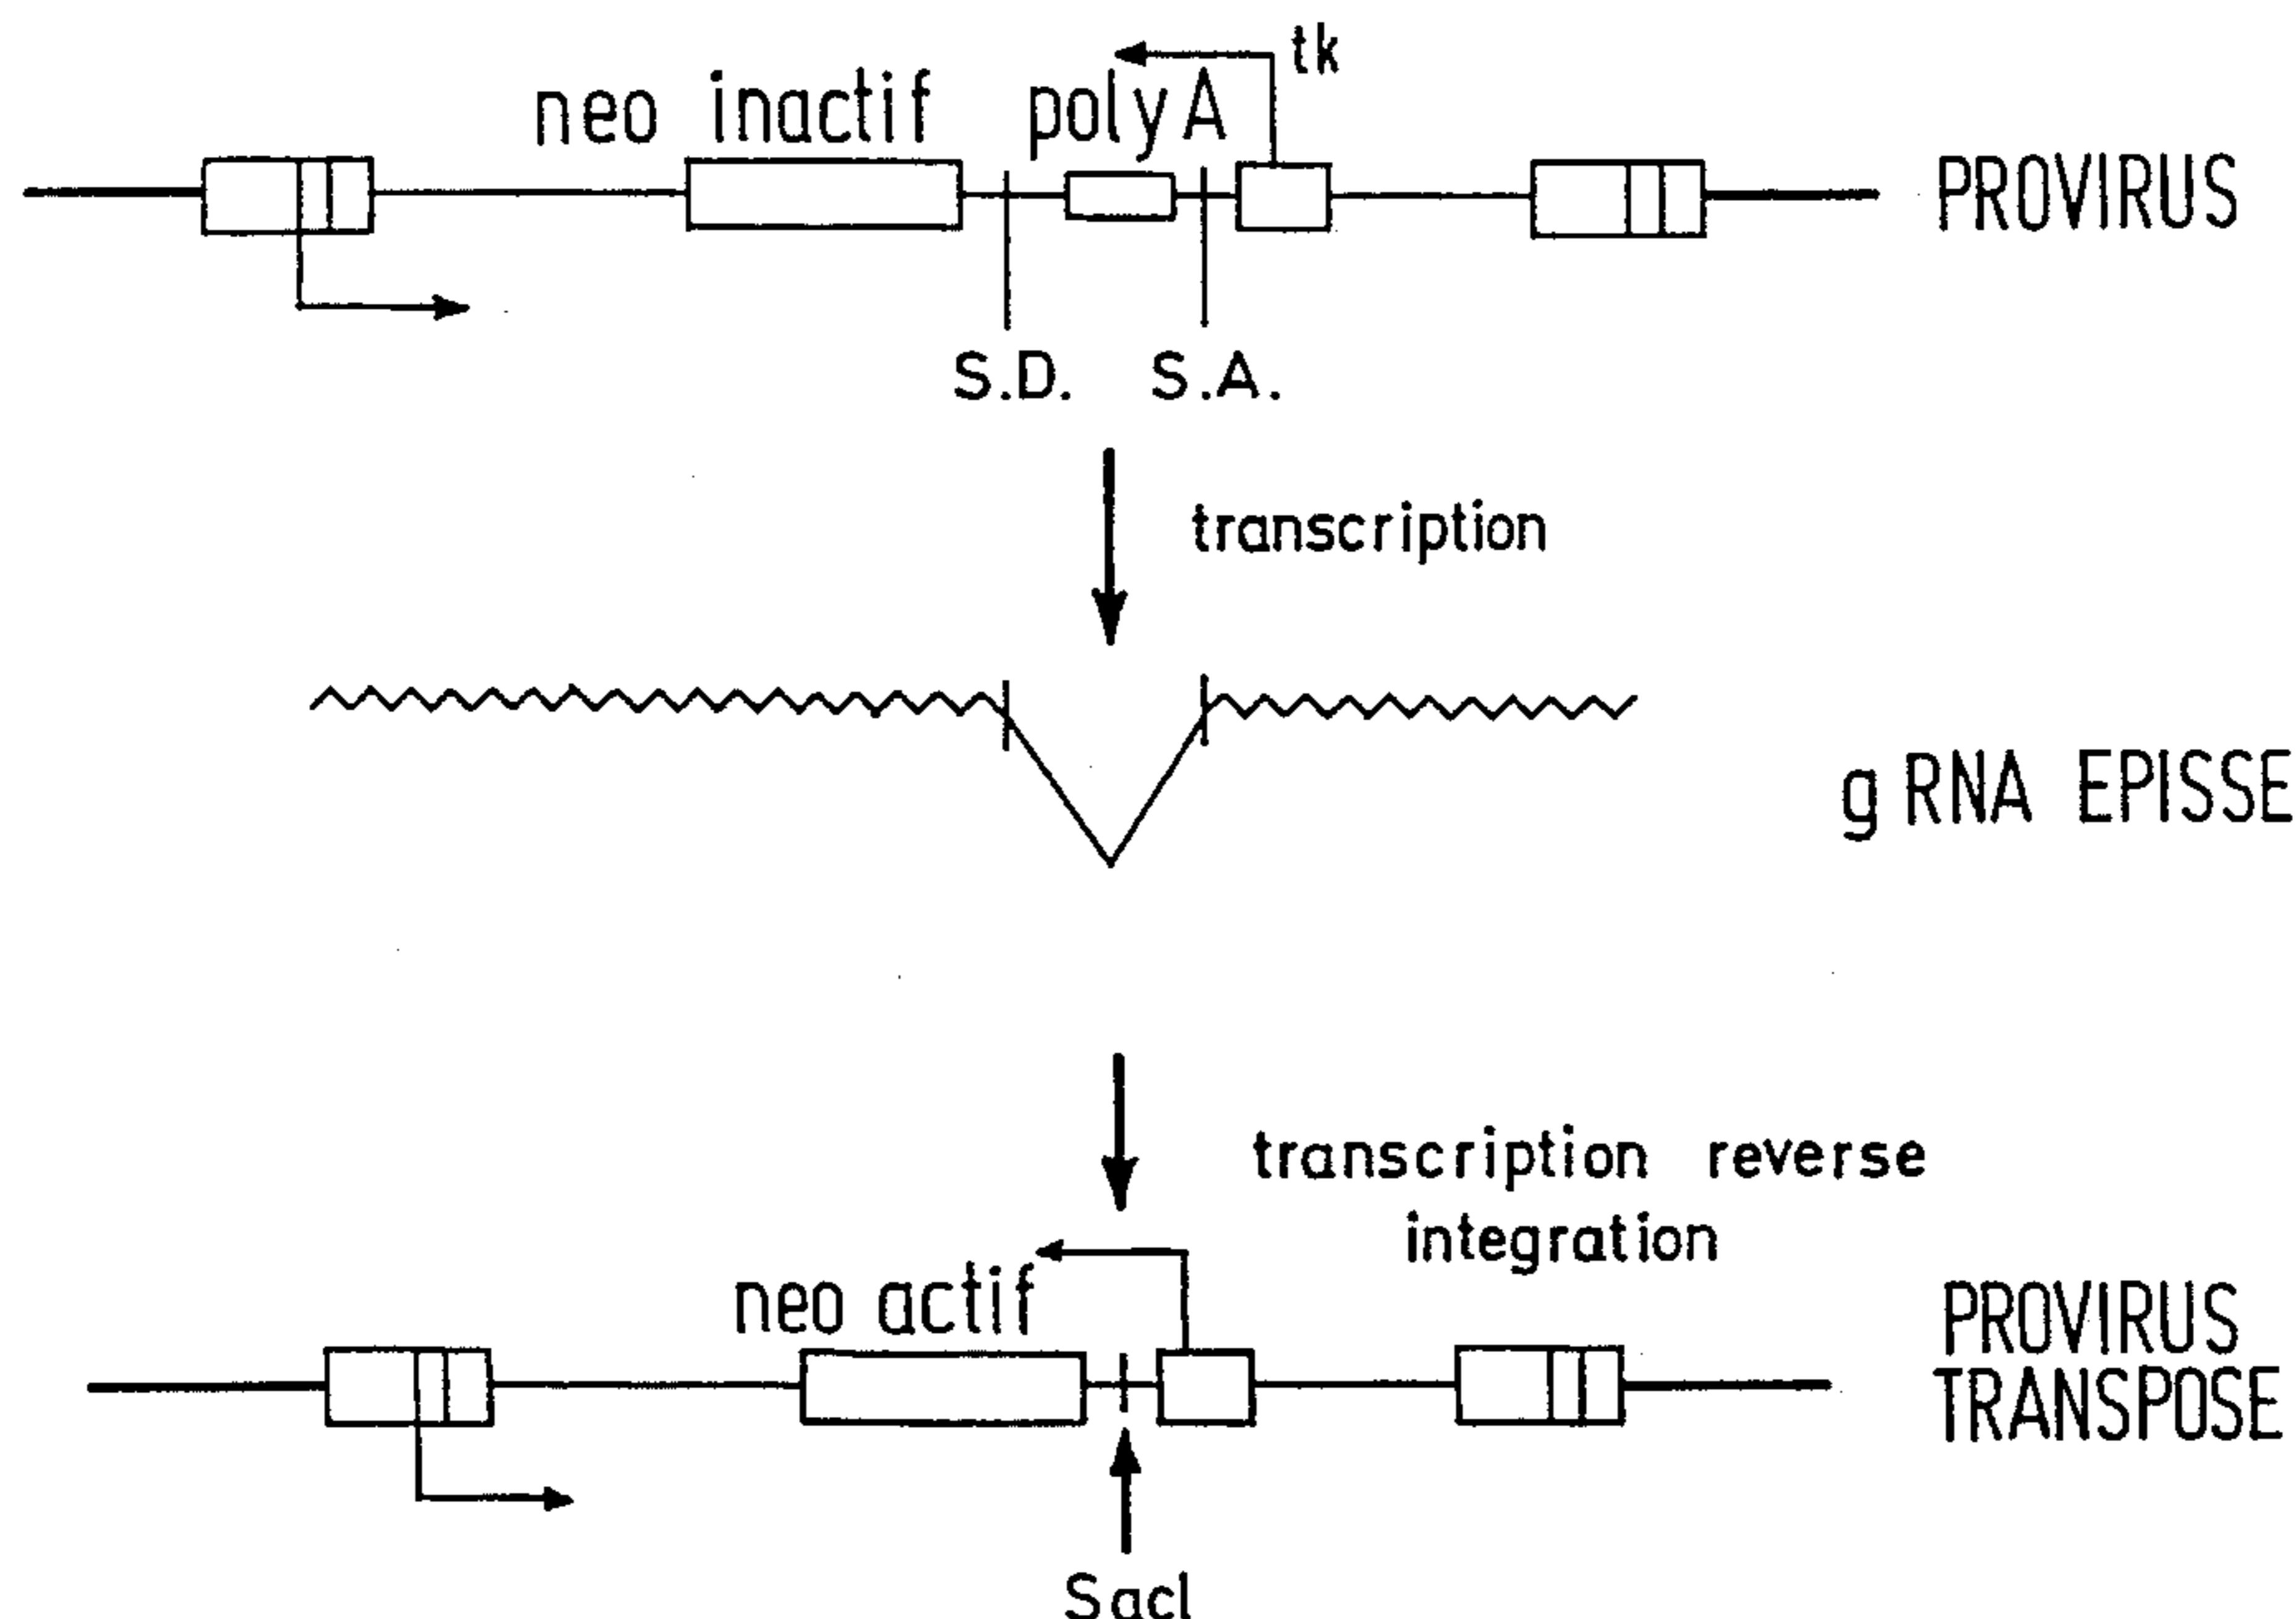 tk
neo inactif polyA
PROVIRUS
S.D. S.A.
transcription
g RNA EPISSE
transcription reverse
integration
neo actif
PROVIRUS
TRANSPOSE
SacI